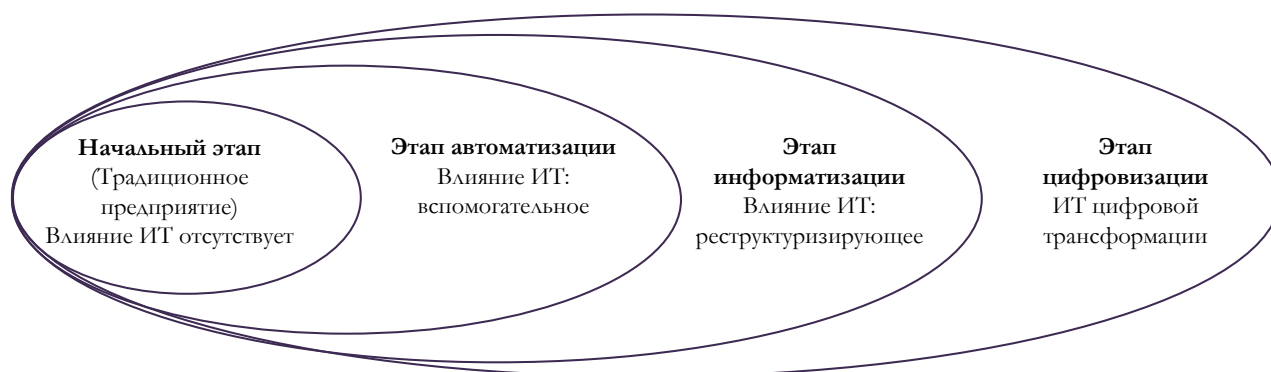 Начальный этап
(Традиционное
предприятие)
Влияние ИТ отсутствует
Этап автоматизации
Влияние ИТ:
вспомогательное
Этап
информатизации
Влияние ИТ:
реструктуризирующее
Этап
цифровизации
ИТ цифровой
трансформации